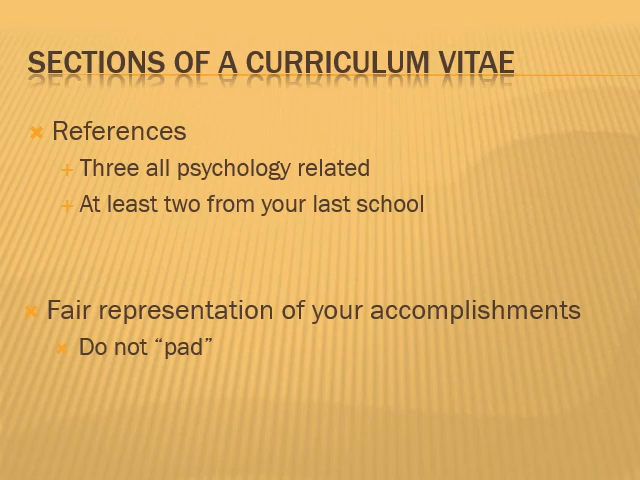 SECTIONS OF A CURRICULUM VITAE
References
Three all psychology related
At least two from your last school
Fair representation of your accomplishments
Do not “pad”